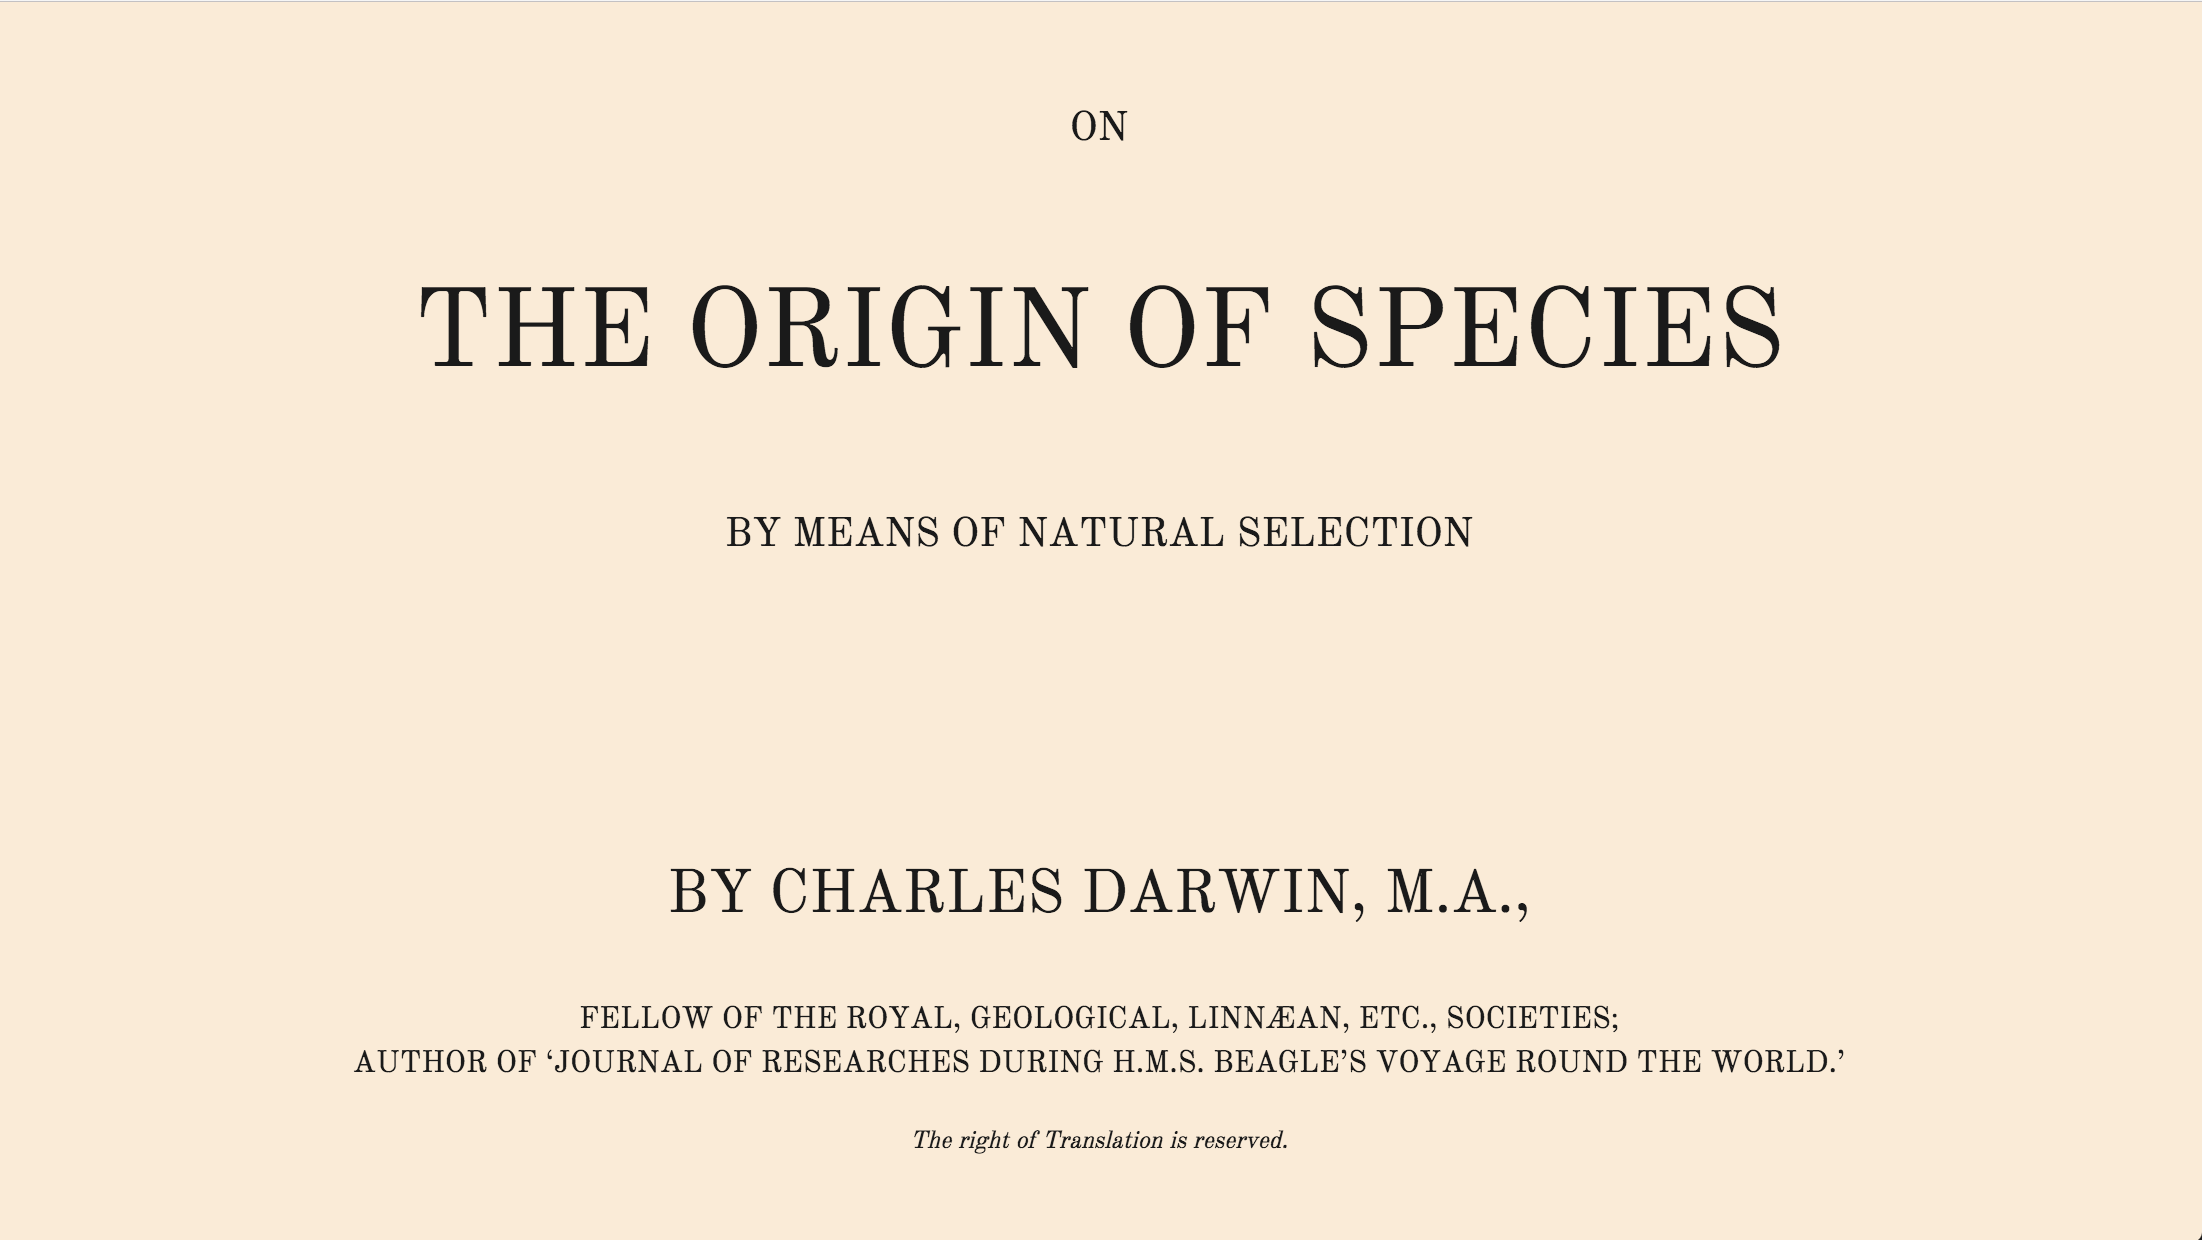 ON
THE ORIGIN OF SPECIES
BY MEANS OF NATURAL SELECTION
BY CHARLES DARWIN, M.A.,
FELLOW OF THE ROYAL, GEOLOGICAL, LINNÆAN, ETC., SOCIETIES;
AUTHOR OF ‘JOURNAL OF RESEARCHES DURING H.M.S. BEAGLE’S VOYAGE ROUND THE WORLD.’
The right of Translation is reserved.